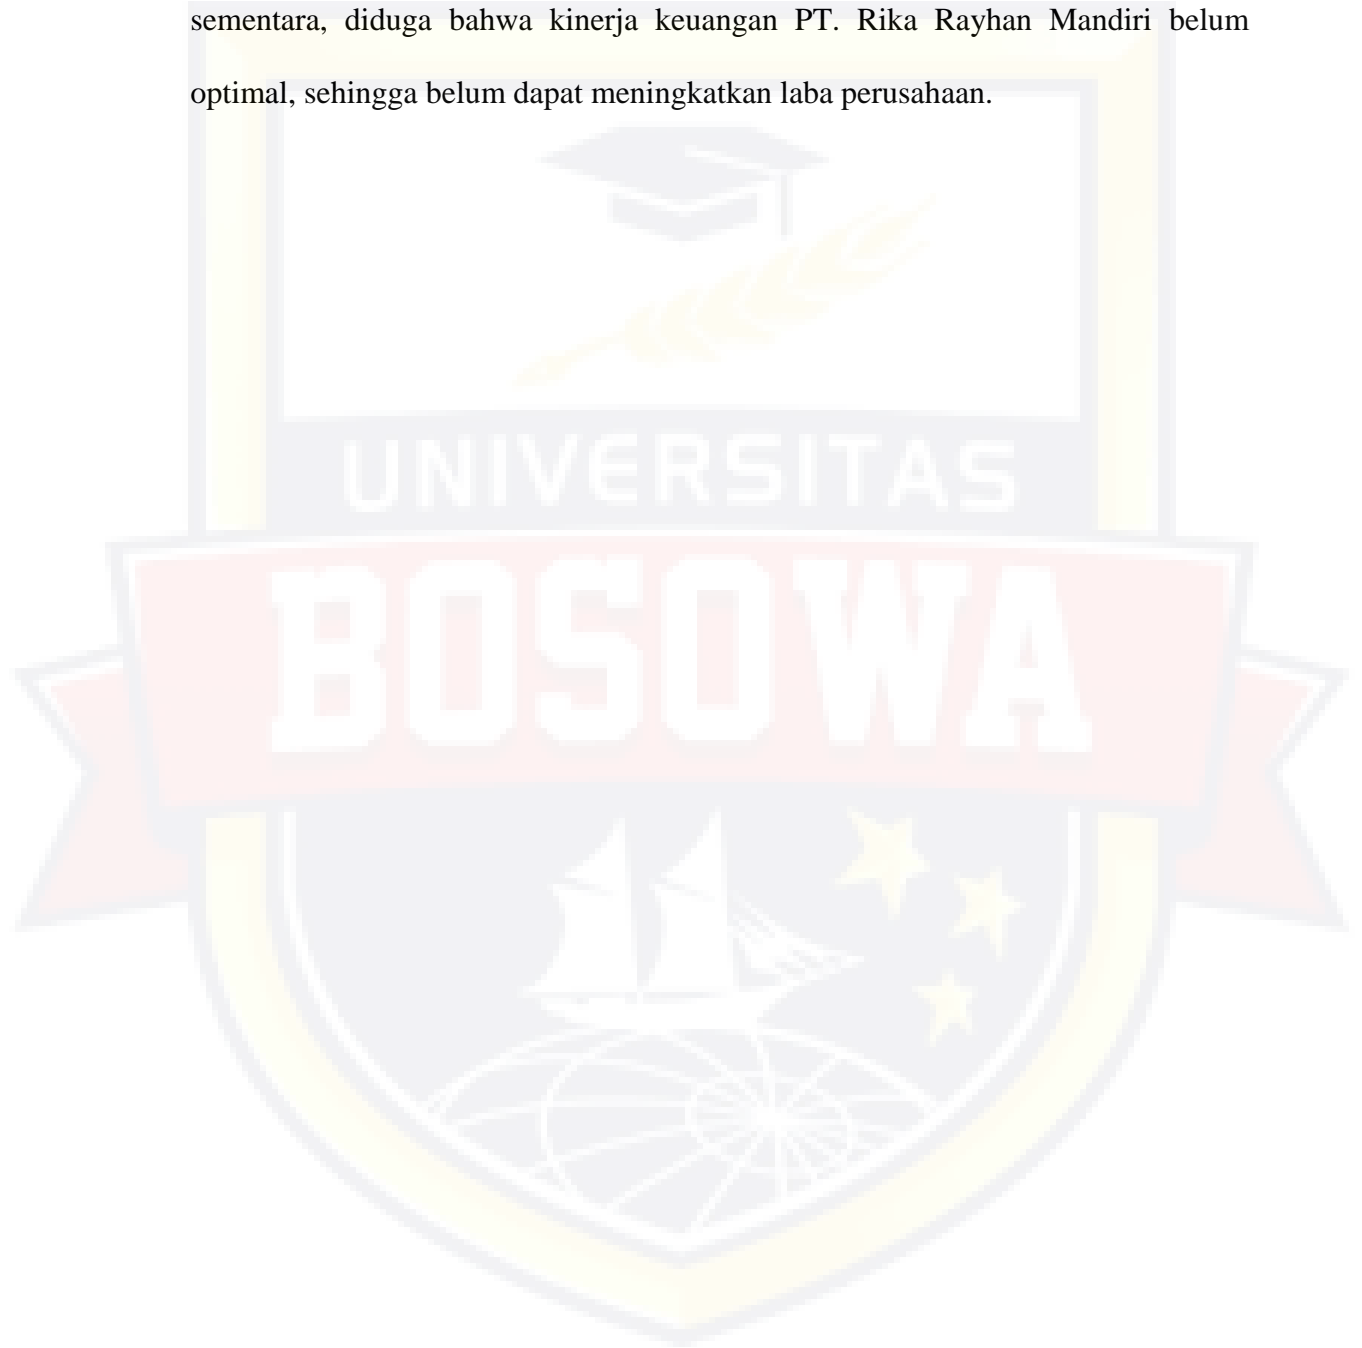 sementara, diduga bahwa kinerja keuangan PT. Rika Rayhan Mandiri belum
optimal, sehingga belum dapat meningkatkan laba perusahaan.
UNIVERSITAS
BOSOWA